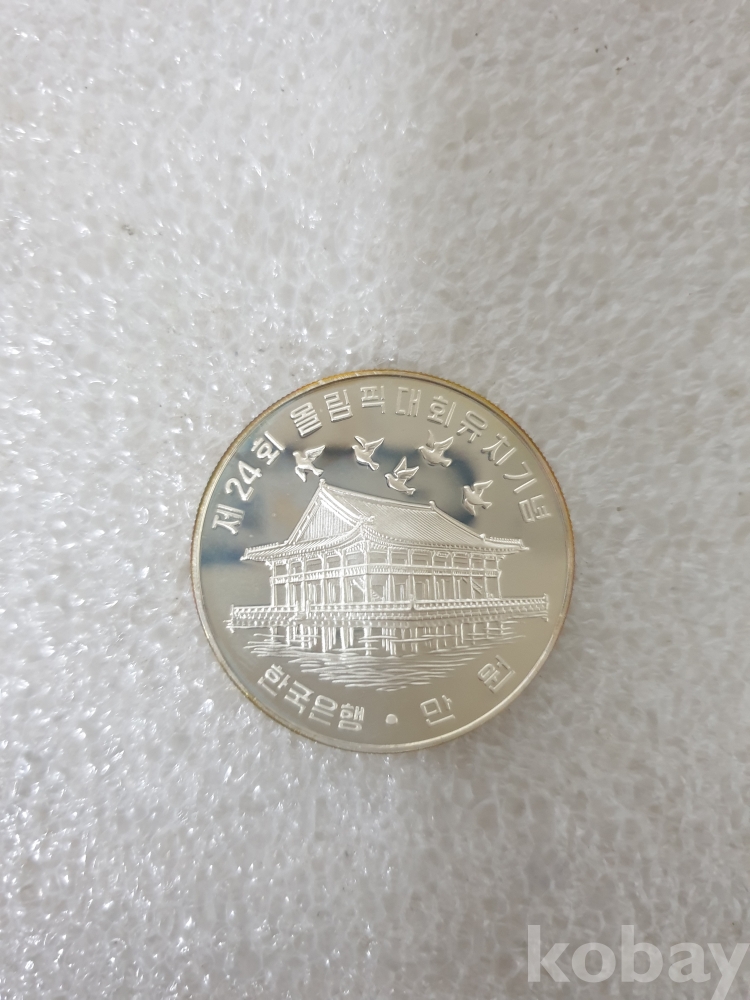 제24회 올림픽대회유치기념
한국은행 • 만 원
kobay